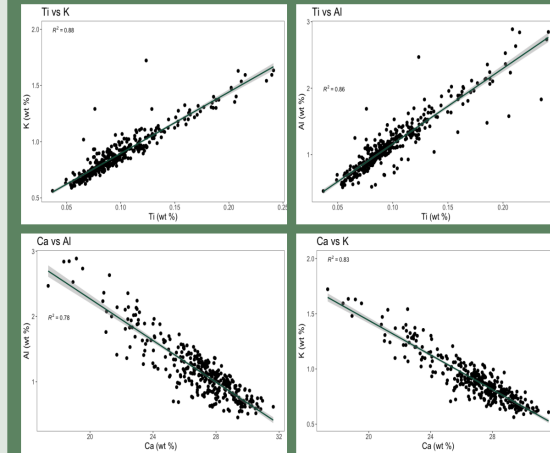 Ti vs K
R² = 0.88
2.0
1.5
1.0
0.5
K (wt %)
0.05 0.10 0.15 0.20 0.25
Ti (wt %)
Ti vs Al
R² = 0.86
3
2
1
Al (wt %)
0.05 0.10 0.15 0.20
Ti (wt %)
Ca vs Al
R² = 0.78
3
2
1
Al (wt %)
20 24 28 32
Ca (wt %)
Ca vs K
R² = 0.83
2.0
1.5
1.0
0.5
K (wt %)
20 24 28
Ca (wt %)